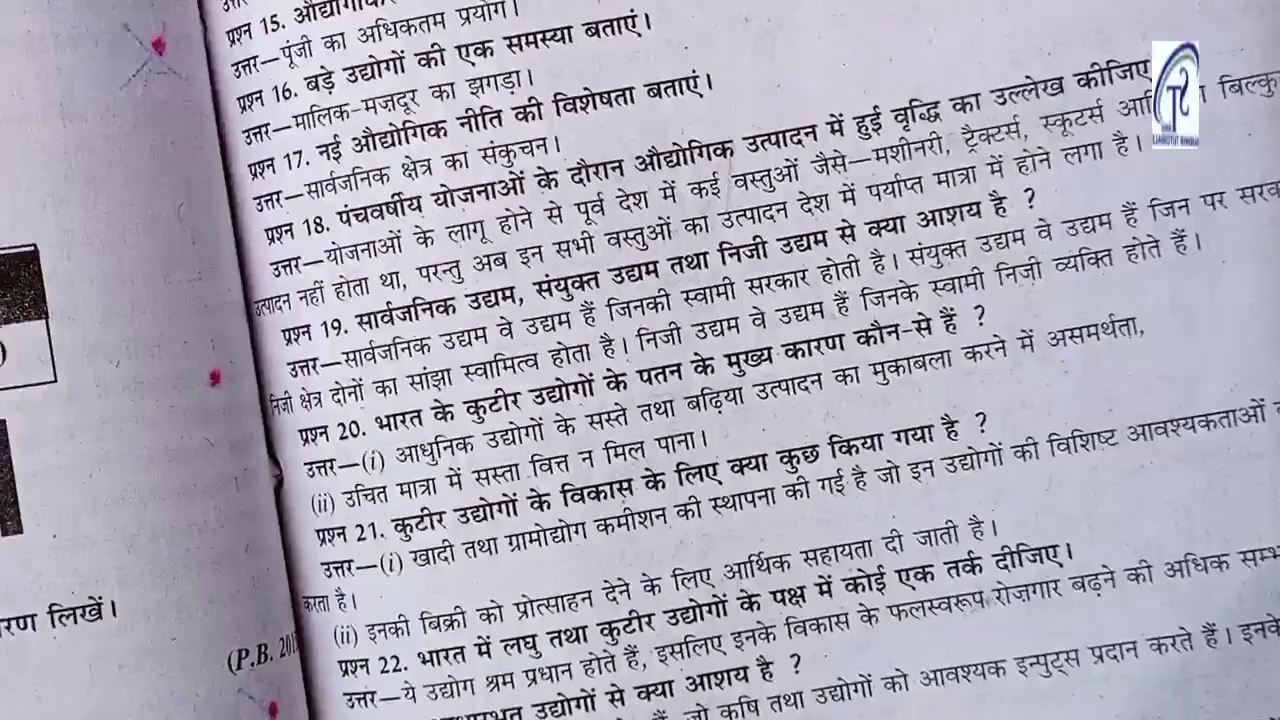 प्रश्न 15.
उत्तर—पूंजी का अधिकतम प्रयोग।
प्रश्न 16. बड़े उद्योगों की एक समस्या बताएं।
उत्तर—मालिक-मजदूर का झगड़ा।
प्रश्न 17. नई औद्योगिक नीति की विशेषता बताएं।
उत्तर—सार्वजनिक क्षेत्र का संकुचन।
प्रश्न 18. पंचवर्षीय योजनाओं के दौरान औद्योगिक उत्पादन में हुई वृद्धि का उल्लेख कीजिए
उत्तर—योजनाओं के लागू होने से पूर्व देश में कई वस्तुओं जैसे—मशीनरी, ट्रैक्टर्स, स्कूटर्स
उत्पादन नहीं होता था, परन्तु अब इन सभी वस्तुओं का उत्पादन देश में पर्याप्त मात्रा में होने लगा है।
प्रश्न 19. सार्वजनिक उद्यम, संयुक्त उद्यम तथा निजी उद्यम से क्या आशय है ?
उत्तर—सार्वजनिक उद्यम वे उद्यम हैं जिनकी स्वामी सरकार होती है। संयुक्त उद्यम वे उद्यम हैं जिन पर
निजी क्षेत्र दोनों का सांझा स्वामित्व होता है। निजी उद्यम वे उद्यम हैं जिनके स्वामी निजी व्यक्ति होते हैं।
प्रश्न 20. भारत के कुटीर उद्योगों के पतन के मुख्य कारण कौन-से हैं ?
उत्तर—(i) आधुनिक उद्योगों के सस्ते तथा बढ़िया उत्पादन का मुकाबला करने में असमर्थता,
(ii) उचित मात्रा में सस्ता वित्त न मिल पाना।
प्रश्न 21. कुटीर उद्योगों के विकास के लिए क्या कुछ किया गया है ?
उत्तर—(i) खादी तथा ग्रामोद्योग कमीशन की स्थापना की गई है जो इन उद्योगों की विशिष्ट आवश्यकताओं
करता है।
(ii) इनकी बिक्री को प्रोत्साहन देने के लिए आर्थिक सहायता दी जाती है।
प्रश्न 22. भारत में लघु तथा कुटीर उद्योगों के पक्ष में कोई एक तर्क दीजिए।
उत्तर—ये उद्योग श्रम प्रधान होते हैं, इसलिए इनके विकास के फलस्वरूप रोज़गार बढ़ने की अधिक
उद्योगों से क्या आशय है ?
जो कृषि तथा उद्योगों को आवश्यक इन्पुट्स प्रदान करते हैं। इनके
लिखें।
(P.B.